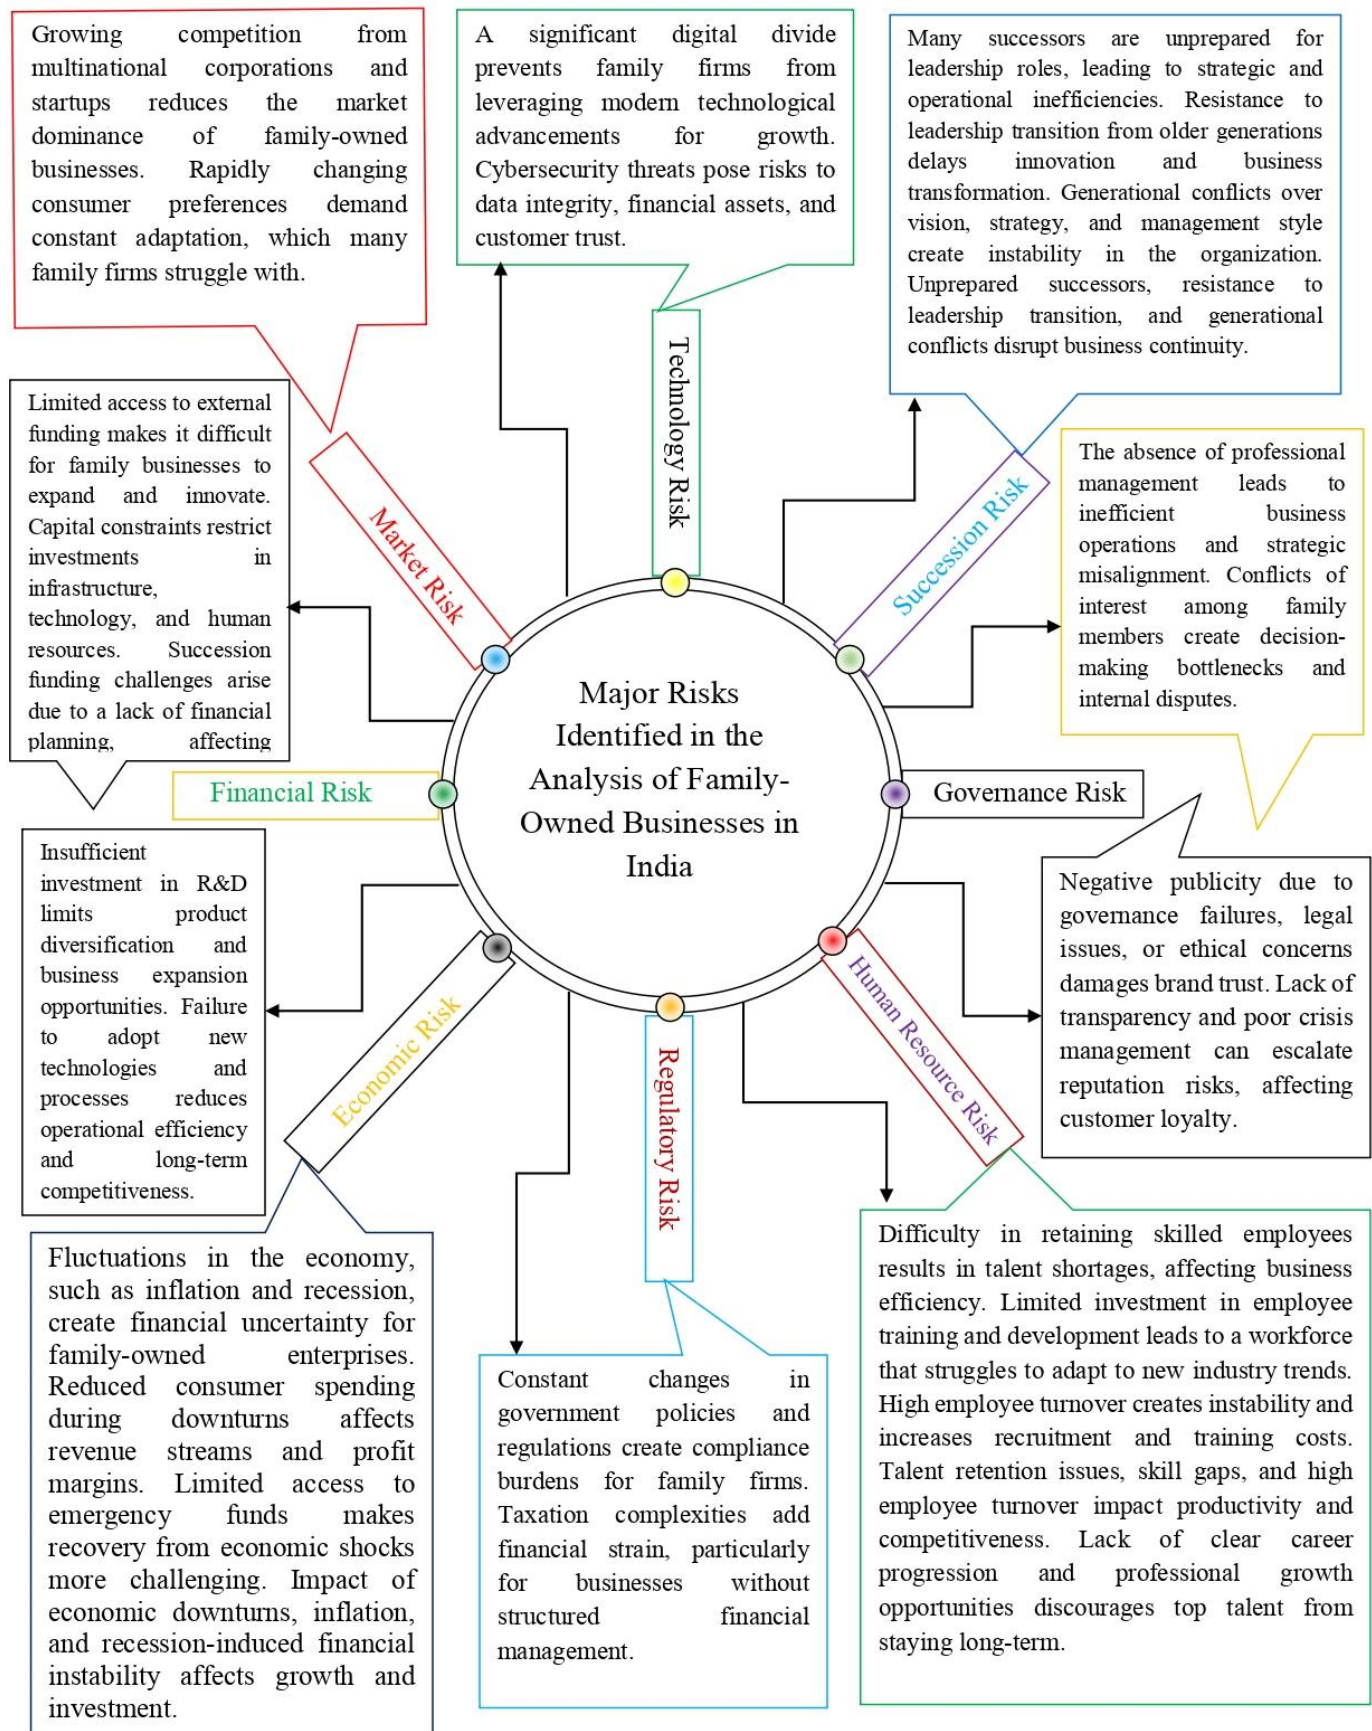 Growing competition from
multinational corporations and
startups reduces the market
dominance of family-owned
businesses. Rapidly changing
consumer preferences demand
constant adaptation, which many
family firms struggle with.
A significant digital divide
prevents family firms from
leveraging modern technological
advancements for growth.
Cybersecurity threats pose risks to
data integrity, financial assets, and
customer trust.
Many successors are unprepared for
leadership roles, leading to strategic and
operational inefficiencies. Resistance to
leadership transition from older generations
delays innovation and business
transformation. Generational conflicts over
vision, strategy, and management style
create instability in the organization.
Unprepared successors, resistance to
leadership transition, and generational
conflicts disrupt business continuity.
Limited access to external
funding makes it difficult
for family businesses to
expand and innovate.
Capital constraints restrict
investments in
infrastructure,
technology, and human
resources. Succession
funding challenges arise
due to a lack of financial
planning, affecting
Market Risk
Technology Risk
Succession Risk
The absence of professional
management leads to
inefficient business
operations and strategic
misalignment. Conflicts of
interest among family
members create decision-
making bottlenecks and
internal disputes.
Major Risks
Identified in the
Analysis of Family-
Owned Businesses in
India
Financial Risk
Governance Risk
Insufficient
investment in R&D
limits product
diversification and
business expansion
opportunities. Failure
to adopt new
technologies and
processes reduces
operational efficiency
and long-term
competitiveness.
Economic Risk
Regulatory Risk
Human Resource Risk
Negative publicity due to
governance failures, legal
issues, or ethical concerns
damages brand trust. Lack of
transparency and poor crisis
management can escalate
reputation risks, affecting
customer loyalty.
Fluctuations in the economy,
such as inflation and recession,
create financial uncertainty for
family-owned enterprises.
Reduced consumer spending
during downturns affects
revenue streams and profit
margins. Limited access to
emergency funds makes
recovery from economic shocks
more challenging. Impact of
economic downturns, inflation,
and recession-induced financial
instability affects growth and
investment.
Constant changes in
government policies and
regulations create compliance
burdens for family firms.
Taxation complexities add
financial strain, particularly
for businesses without
structured financial
management.
Difficulty in retaining skilled employees
results in talent shortages, affecting business
efficiency. Limited investment in employee
training and development leads to a workforce
that struggles to adapt to new industry trends.
High employee turnover creates instability and
increases recruitment and training costs.
Talent retention issues, skill gaps, and high
employee turnover impact productivity and
competitiveness. Lack of clear career
progression and professional growth
opportunities discourages top talent from
staying long-term.